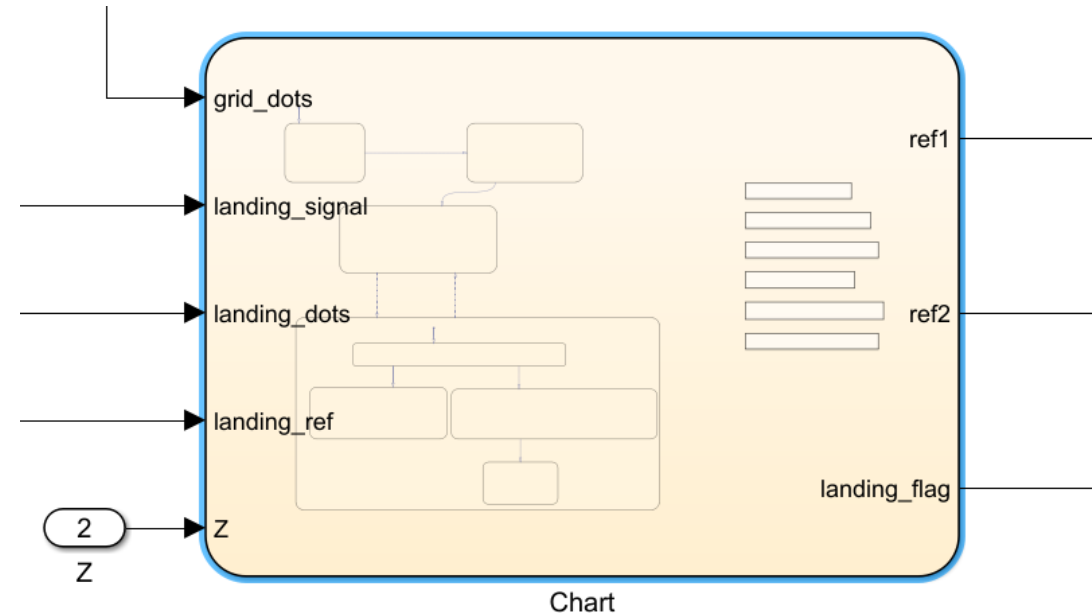 grid_dots
ref1
landing_signal
landing_dots
ref2
landing_ref
landing_flag
2
Z
Z
Chart